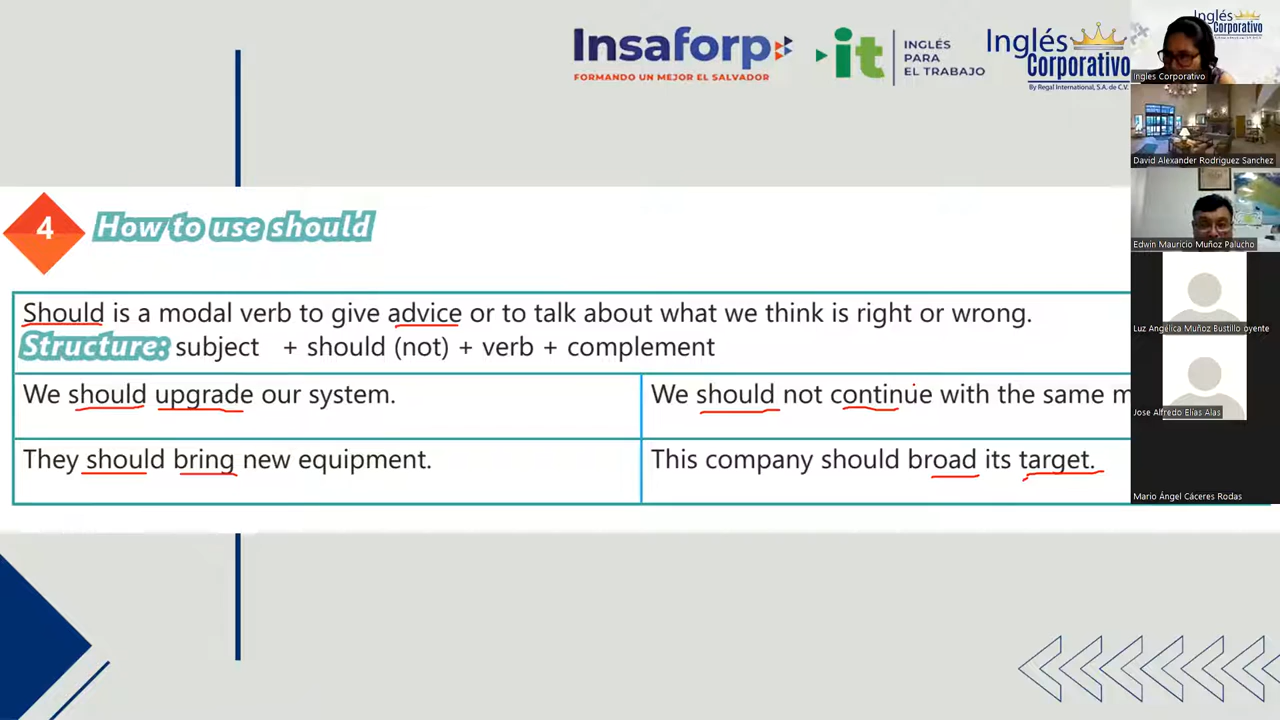 Insaforp
FORMANDO UN MEJOR EL SALVADOR
it
INGLÉS
PARA
EL TRABAJO
Inglés
Corporativo
By Regal International, S.A. de C.V.
Inglés
Ingles Corporativo
David Alexander Rodriguez Sanchez
Edwin Mauricio Muñoz Palucho
Luz Angélica Muñoz Bustillo oyente
Jose Alfredo Elías Alas
Mario Ángel Cáceres Rodas
4
How to use should
Should is a modal verb to give advice or to talk about what we think is right or wrong.
Structure: subject + should (not) + verb + complement
We should upgrade our system.
We should not continue with the same m
They should bring new equipment.
This company should broad its target.